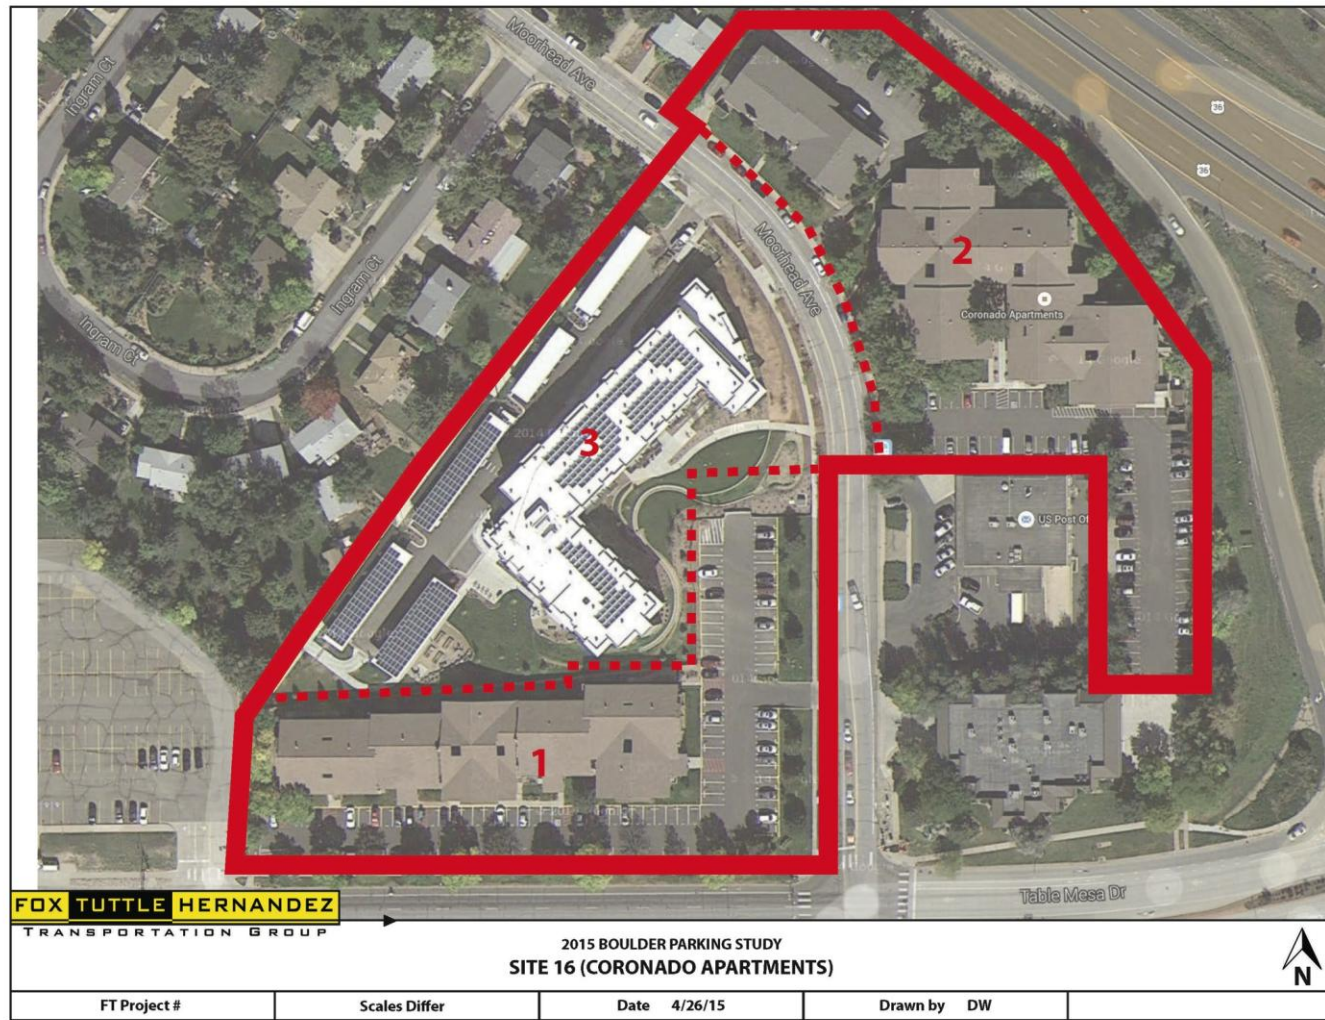 Moorhead Ave
36
36
Ingram Ct
Moorhead Ave
2
Coronado Apartments
Ingram Ct
Ingram Ct
3
US Post Of
1
Table Mesa Dr
FOX TUTTLE HERNANDEZ
TRANSPORTATION GROUP
2015 BOULDER PARKING STUDY
SITE 16 (CORONADO APARTMENTS)
N
FT Project #
Scales Differ
Date 4/26/15
Drawn by DW